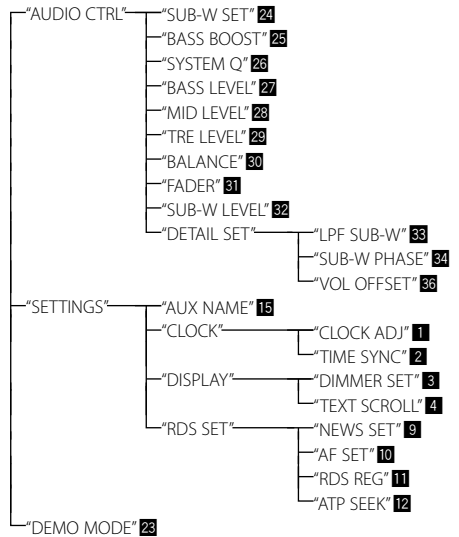 “AUDIO CTRL” “SUB-W SET” 24
“BASS BOOST” 25
“SYSTEM Q” 26
“BASS LEVEL” 27
“MID LEVEL” 28
“TRE LEVEL” 29
“BALANCE” 30
“FADER” 31
“SUB-W LEVEL” 32
“DETAIL SET” “LPF SUB-W” 33
“SUB-W PHASE” 34
“VOL OFFSET” 36
“SETTINGS” “AUX NAME” 15
“CLOCK” “CLOCK ADJ” 1
“TIME SYNC” 2
“DISPLAY” “DIMMER SET” 3
“TEXT SCROLL” 4
“RDS SET” “NEWS SET” 9
“AF SET” 10
“RDS REG” 11
“ATP SEEK” 12
“DEMO MODE” 23